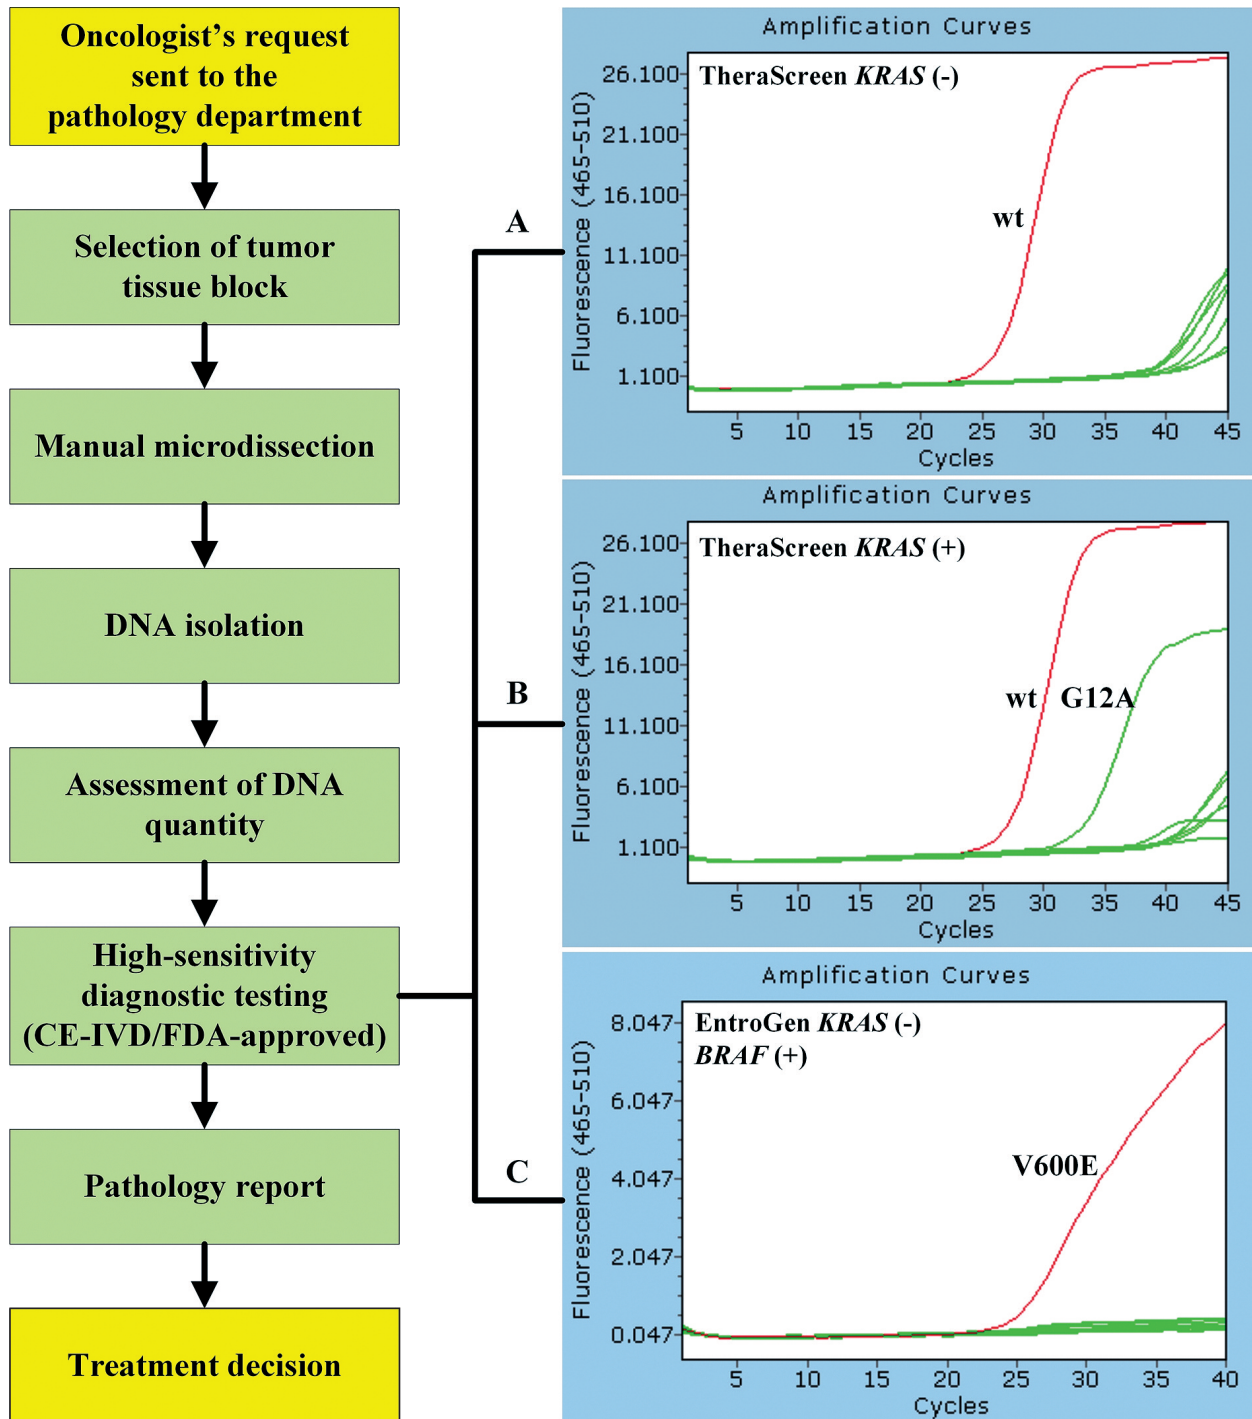 Oncologist’s request
sent to the
pathology department
Selection of tumor
tissue block
Manual microdissection
DNA isolation
Assessment of DNA
quantity
High-sensitivity
diagnostic testing
(CE-IVD/FDA-approved)
Pathology report
Treatment decision
A
B
C
Amplification Curves
TheraScreen KRAS (-)
Fluorescence (465-510)
26.100
21.100
16.100
11.100
6.100
1.100
wt
5 10 15 20 25 30 35 40 45
Cycles
Amplification Curves
TheraScreen KRAS (+)
Fluorescence (465-510)
26.100
21.100
16.100
11.100
6.100
1.100
wt G12A
5 10 15 20 25 30 35 40 45
Cycles
Amplification Curves
EntroGen KRAS (-)
BRAF (+)
Fluorescence (465-510)
8.047
6.047
4.047
2.047
0.047
V600E
5 10 15 20 25 30 35 40
Cycles